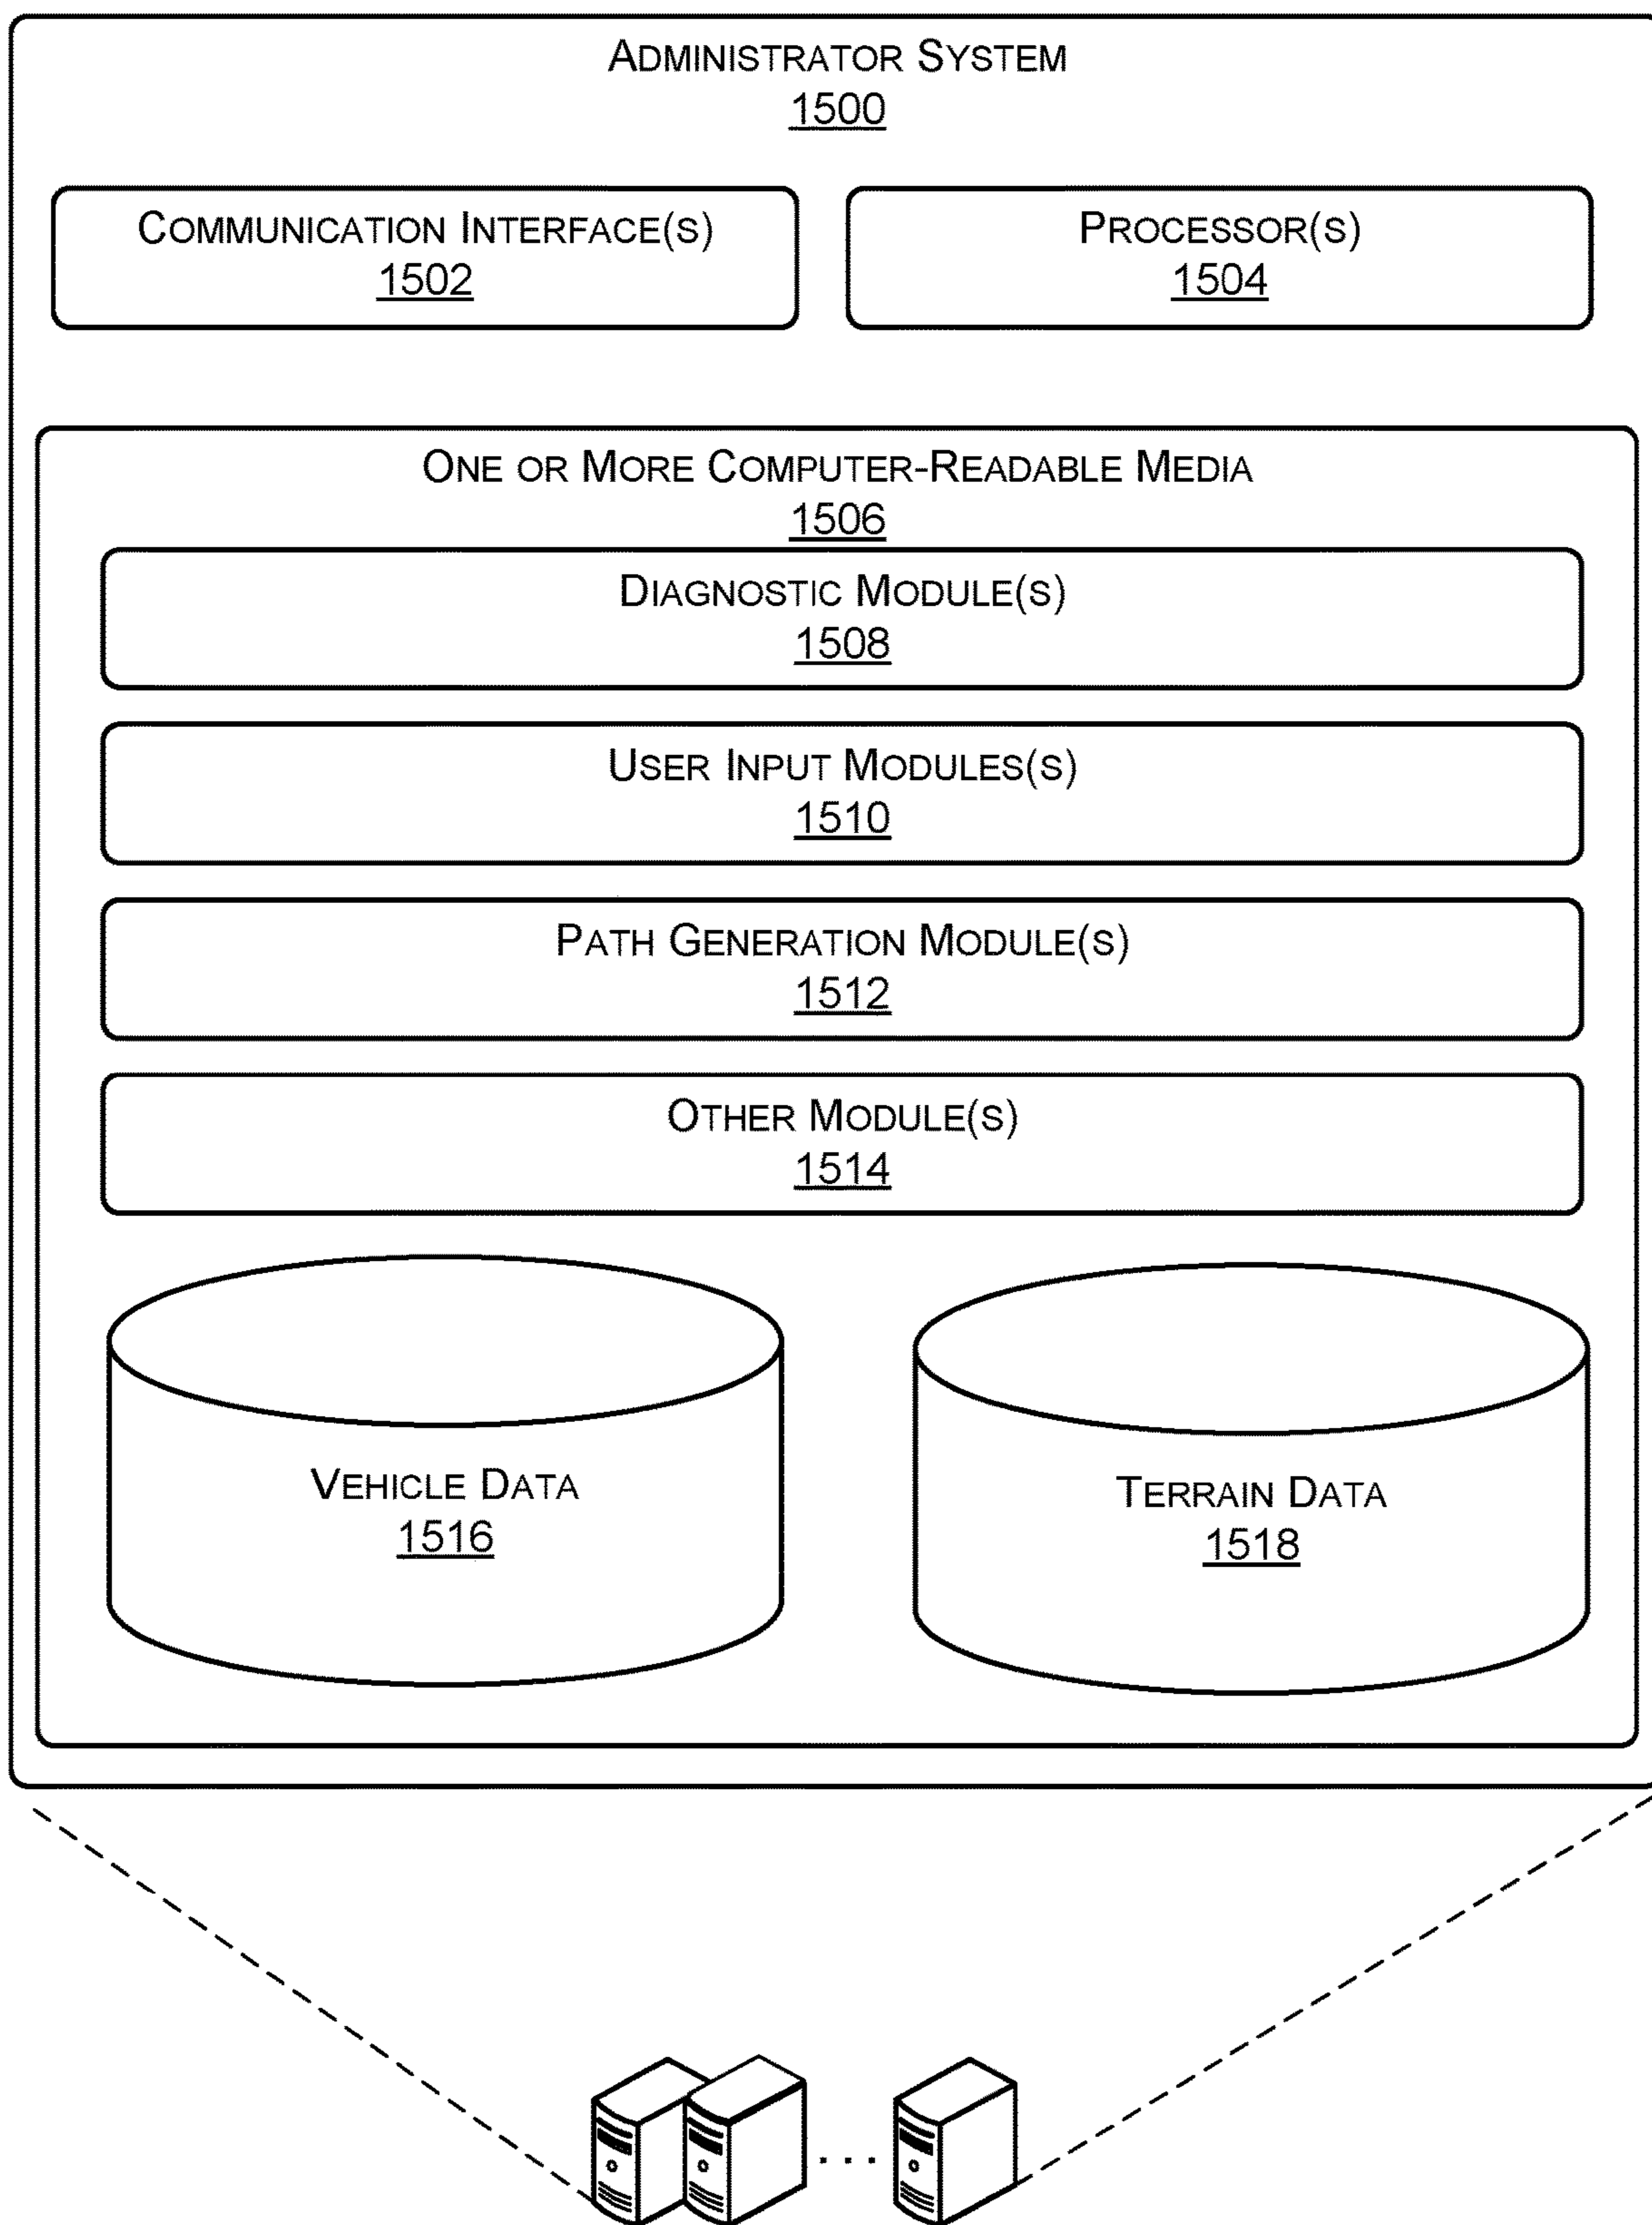 ADMINISTRATOR SYSTEM
1500
COMMUNICATION INTERFACE(S)
1502
PROCESSOR(S)
1504
ONE OR MORE COMPUTER-READABLE MEDIA
1506
DIAGNOSTIC MODULE(S)
1508
USER INPUT MODULES(S)
1510
PATH GENERATION MODULE(S)
1512
OTHER MODULE(S)
1514
VEHICLE DATA
1516
TERRAIN DATA
1518
...